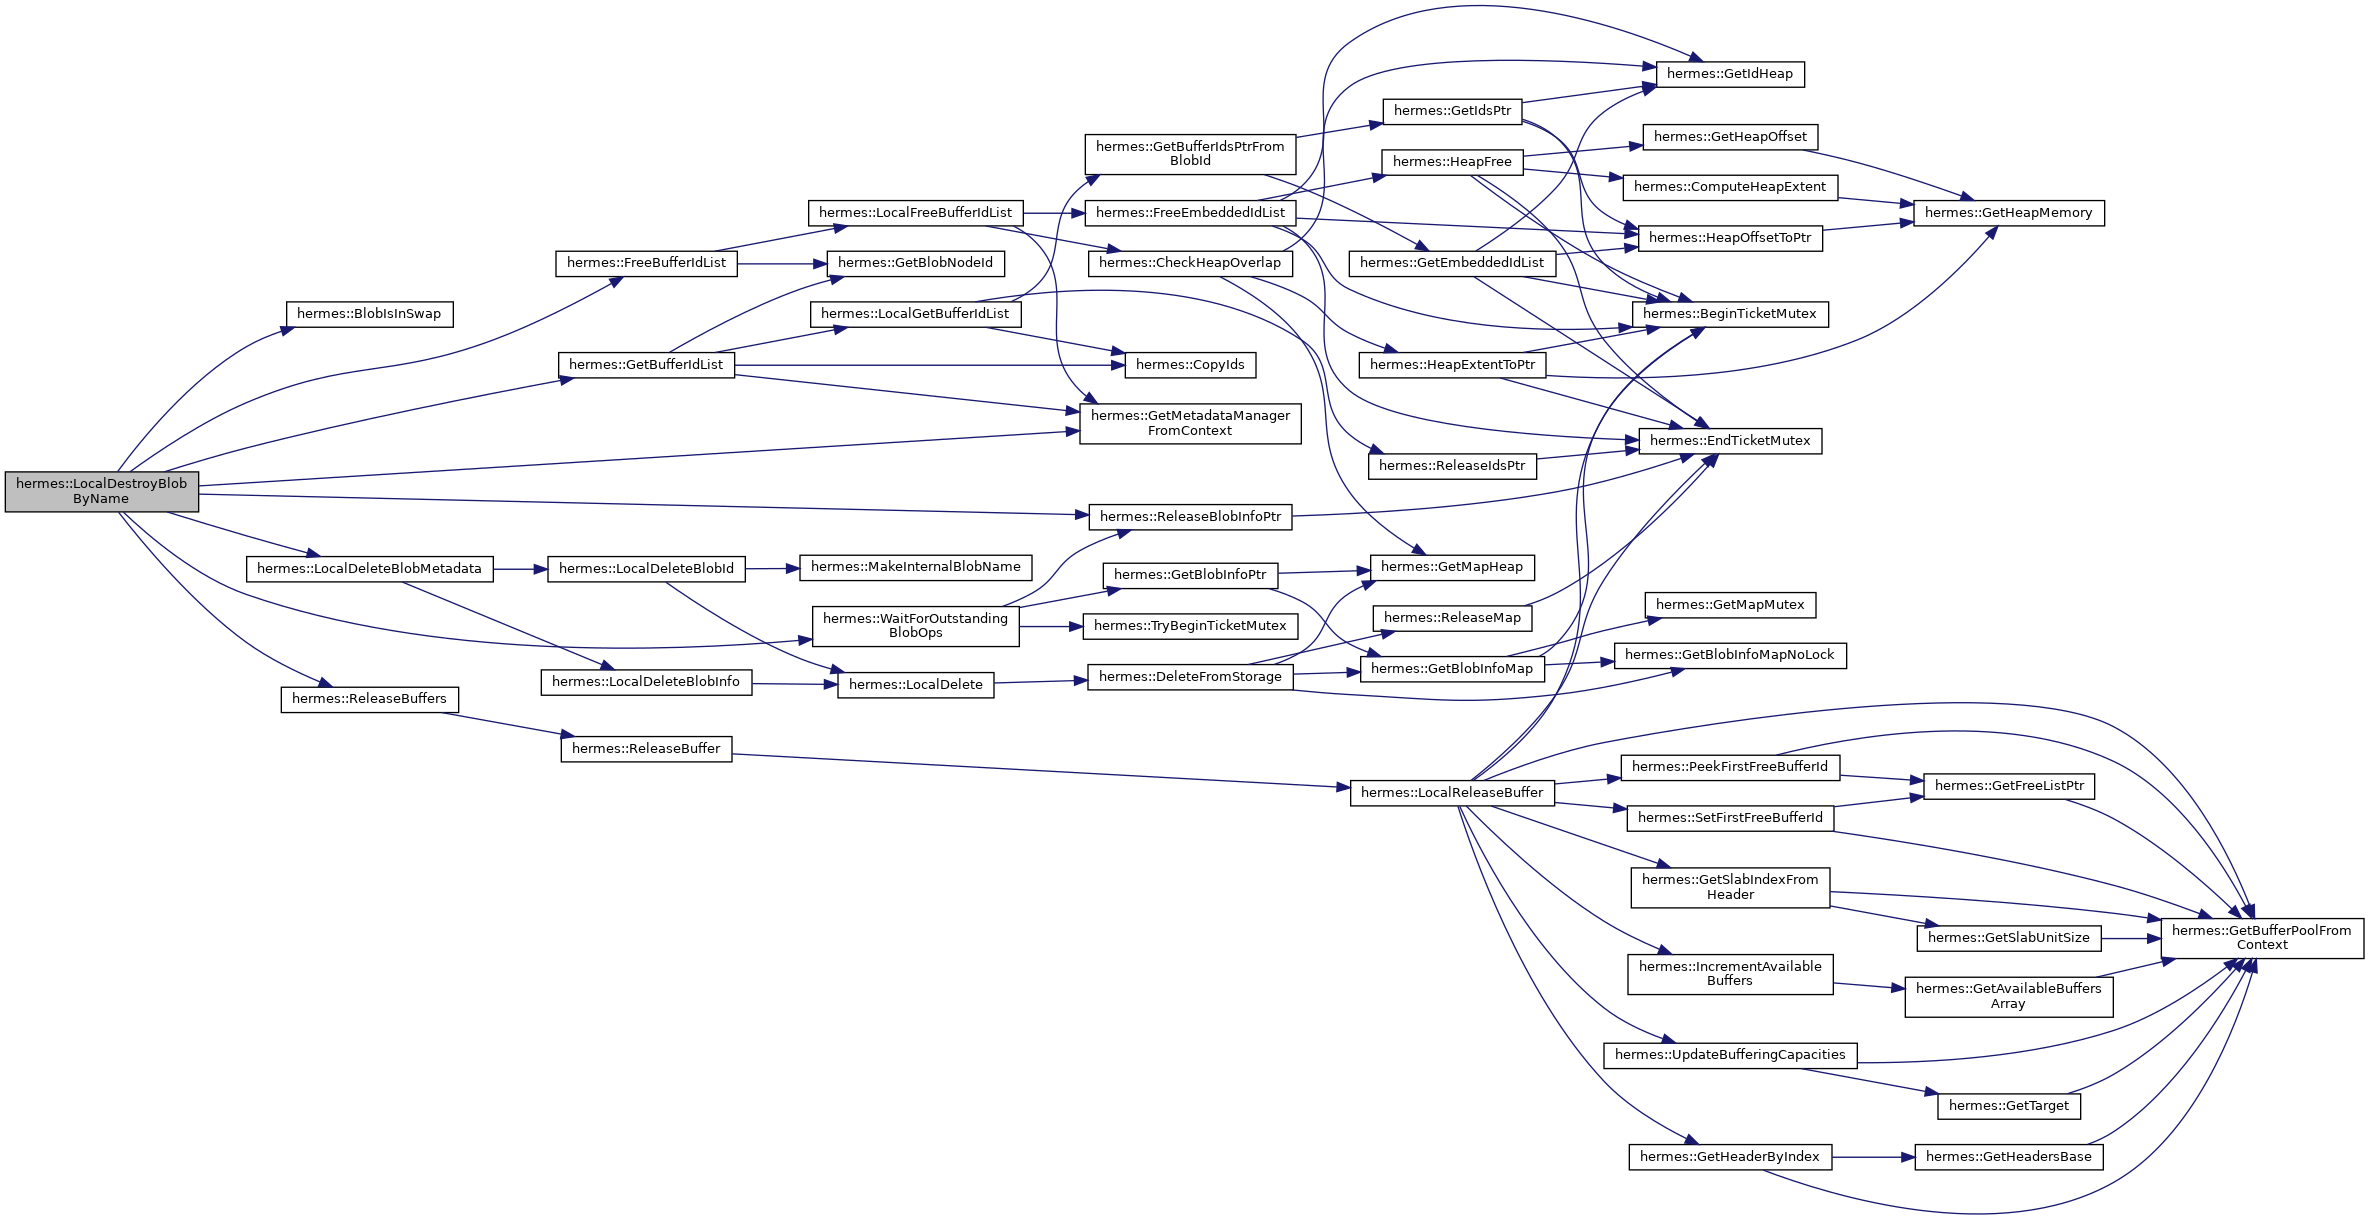 hermes::LocalDestroyBlob
ByName
hermes::BlobIsInSwap
hermes::FreeBufferIdList
hermes::GetBufferIdList
hermes::LocalDeleteBlobMetadata
hermes::ReleaseBuffers
hermes::LocalDeleteBlobId
hermes::LocalDeleteBlobInfo
hermes::ReleaseBuffer
hermes::LocalFreeBufferIdList
hermes::GetBlobNodeId
hermes::LocalGetBufferIdList
hermes::MakeInternalBlobName
hermes::WaitForOutstanding
BlobOps
hermes::LocalDelete
hermes::GetBufferIdsPtrFrom
BlobId
hermes::FreeEmbeddedIdList
hermes::CheckHeapOverlap
hermes::CopyIds
hermes::GetMetadataManager
FromContext
hermes::ReleaseBlobInfoPtr
hermes::GetBlobInfoPtr
hermes::TryBeginTicketMutex
hermes::DeleteFromStorage
hermes::GetIdsPtr
hermes::HeapFree
hermes::GetEmbeddedIdList
hermes::HeapExtentToPtr
hermes::ReleaseIdsPtr
hermes::GetMapHeap
hermes::ReleaseMap
hermes::GetBlobInfoMap
hermes::LocalReleaseBuffer
hermes::GetIdHeap
hermes::GetHeapOffset
hermes::ComputeHeapExtent
hermes::HeapOffsetToPtr
hermes::BeginTicketMutex
hermes::EndTicketMutex
hermes::GetMapMutex
hermes::GetBlobInfoMapNoLock
hermes::PeekFirstFreeBufferId
hermes::SetFirstFreeBufferId
hermes::GetSlabIndexFrom
Header
hermes::IncrementAvailable
Buffers
hermes::UpdateBufferingCapacities
hermes::GetHeaderByIndex
hermes::GetHeapMemory
hermes::GetFreeListPtr
hermes::GetSlabUnitSize
hermes::GetAvailableBuffers
Array
hermes::GetTarget
hermes::GetHeadersBase
hermes::GetBufferPoolFrom
Context